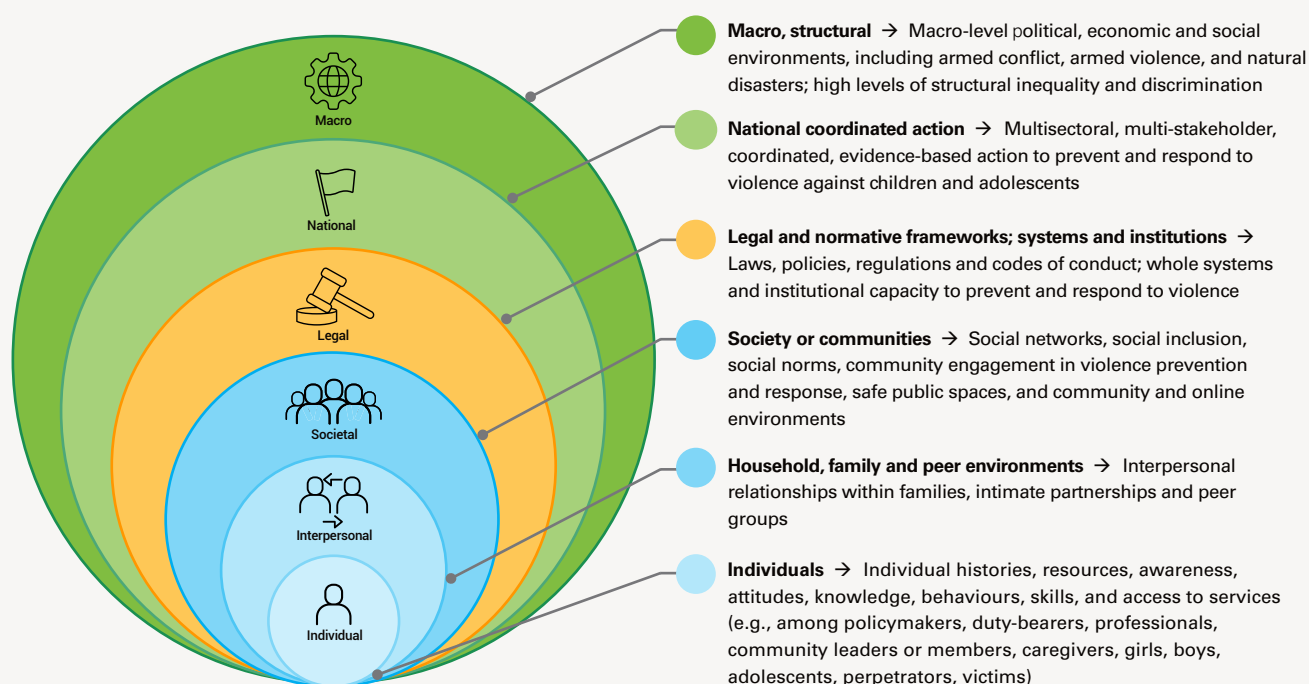 Macro
National
Legal
Societal
Interpersonal
Individual
Macro, structural → Macro-level political, economic and social
environments, including armed conflict, armed violence, and natural
disasters; high levels of structural inequality and discrimination
National coordinated action → Multisectoral, multi-stakeholder,
coordinated, evidence-based action to prevent and respond to
violence against children and adolescents
Legal and normative frameworks; systems and institutions →
Laws, policies, regulations and codes of conduct; whole systems
and institutional capacity to prevent and respond to violence
Society or communities → Social networks, social inclusion,
social norms, community engagement in violence prevention
and response, safe public spaces, and community and online
environments
Household, family and peer environments → Interpersonal
relationships within families, intimate partnerships and peer
groups
Individuals → Individual histories, resources, awareness,
attitudes, knowledge, behaviours, skills, and access to services
(e.g., among policymakers, duty-bearers, professionals,
community leaders or members, caregivers, girls, boys,
adolescents, perpetrators, victims)